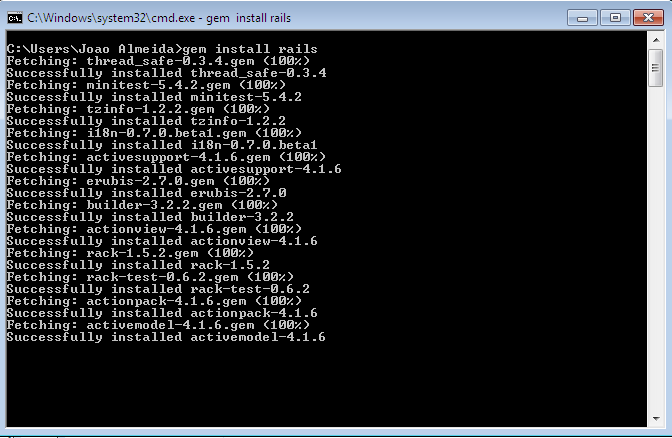 C:\Windows\system32\cmd.exe - gem  install rails
C:\Users\Joao Almeida>gem install rails
Fetching: thread_safe-0.3.4.gem (100%)
Successfully installed thread_safe-0.3.4
Fetching: minitest-5.4.2.gem (100%)
Successfully installed minitest-5.4.2
Fetching: tzinfo-1.2.2.gem (100%)
Successfully installed tzinfo-1.2.2
Fetching: i18n-0.7.0.beta1.gem (100%)
Successfully installed i18n-0.7.0.beta1
Fetching: activesupport-4.1.6.gem (100%)
Successfully installed activesupport-4.1.6
Fetching: erubis-2.7.0.gem (100%)
Successfully installed erubis-2.7.0
Fetching: builder-3.2.2.gem (100%)
Successfully installed builder-3.2.2
Fetching: actionview-4.1.6.gem (100%)
Successfully installed actionview-4.1.6
Fetching: rack-1.5.2.gem (100%)
Successfully installed rack-1.5.2
Fetching: rack-test-0.6.2.gem (100%)
Successfully installed rack-test-0.6.2
Fetching: actionpack-4.1.6.gem (100%)
Successfully installed actionpack-4.1.6
Fetching: activemodel-4.1.6.gem (100%)
Successfully installed activemodel-4.1.6